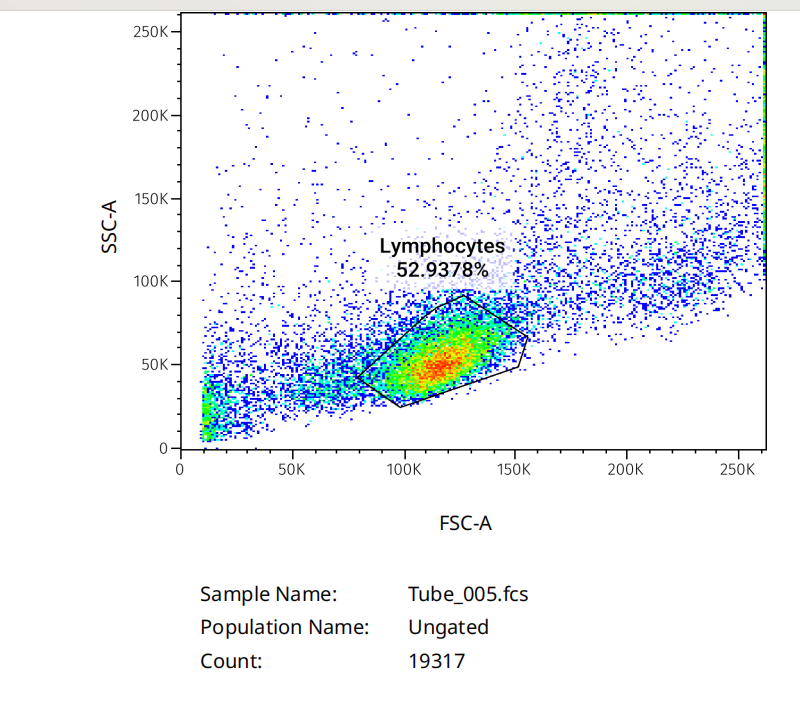 250K
200K
150K
100K
50K
0
SSC-A
Lymphocytes
52.9378%
0 50K 100K 150K 200K 250K
FSC-A
Sample Name: Tube_005.fcs
Population Name: Ungated
Count: 19317